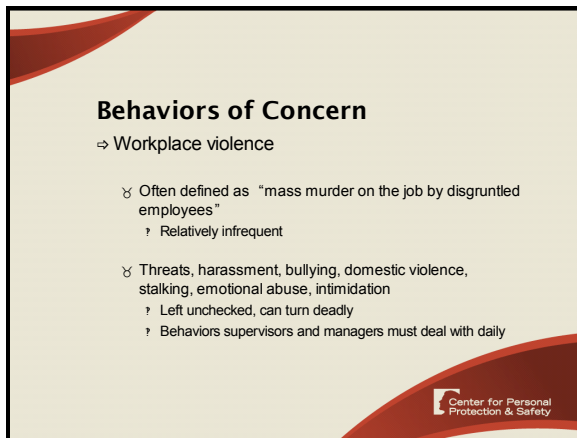 Behaviors of Concern
⇨ Workplace violence
♉ Often defined as “mass murder on the job by disgruntled
employees”
‽ Relatively infrequent
♉ Threats, harassment, bullying, domestic violence,
stalking, emotional abuse, intimidation
‽ Left unchecked, can turn deadly
‽ Behaviors supervisors and managers must deal with daily
Center for Personal
Protection & Safety